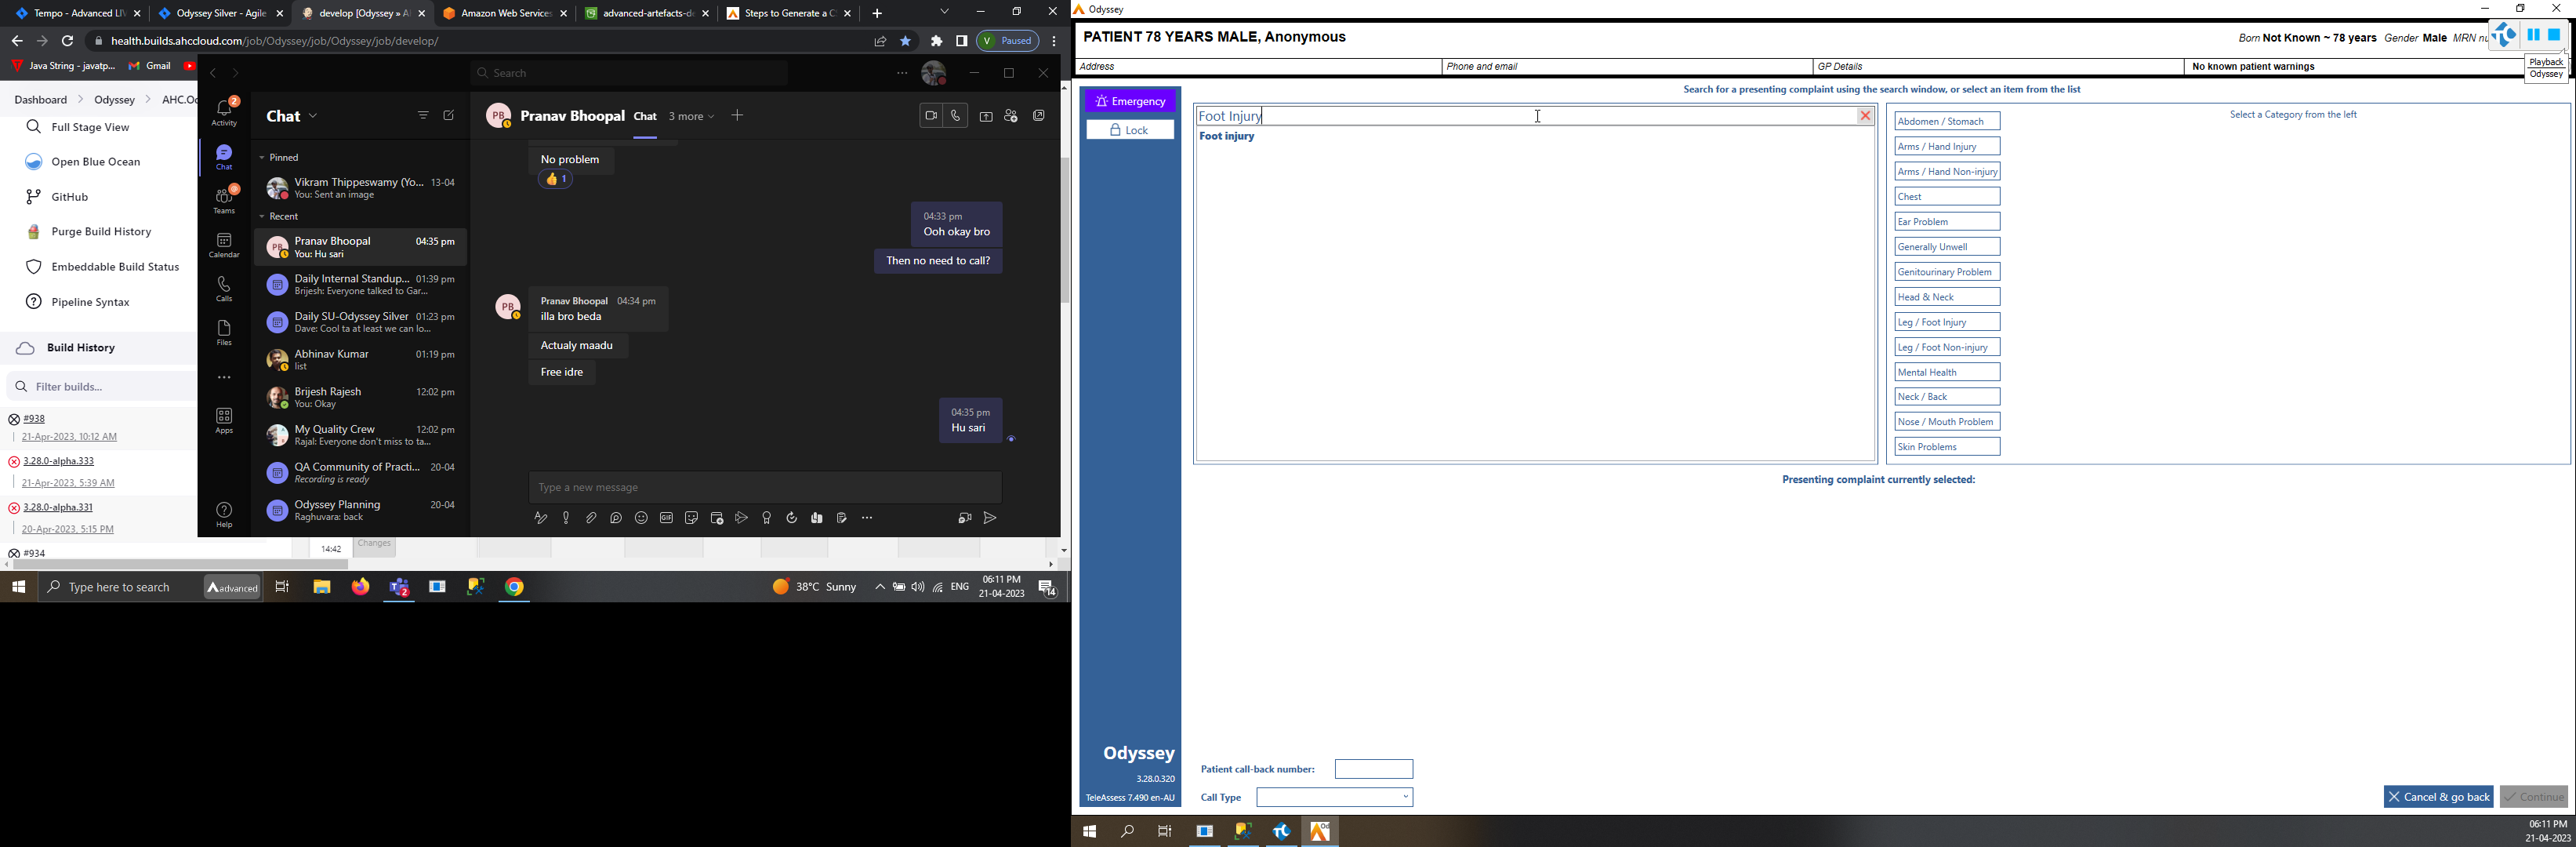 Tempo - Advanced LIV
Odyssey Silver - Agile
develop [Odyssey » A
Amazon Web Services
advanced-artefacts-de
Steps to Generate a C
health.builds.ahccloud.com/job/Odyssey/job/Odyssey/job/develop/
V Paused
Java String - javatp...
Gmail
Dashboard
Odyssey
AHC.Od
Full Stage View
Open Blue Ocean
GitHub
Purge Build History
Embeddable Build Status
Pipeline Syntax
Build History
Filter builds...
#938
21-Apr-2023, 10:12 AM
3.28.0-alpha.333
21-Apr-2023, 5:39 AM
3.28.0-alpha.331
20-Apr-2023, 5:15 PM
#934
14:42
Changes
Search
2
Activity
Chat
Teams
Calendar
Calls
Files
Apps
Help
Chat
Pinned
Vikram Thippeswamy (Yo... 13-04
You: Sent an image
Recent
PB
Pranav Bhoopal 04:35 pm
You: Hu sari
Daily Internal Standup... 01:39 pm
Brijesh: Everyone talked to Gar...
Daily SU-Odyssey Silver 01:23 pm
Dave: Cool ta at least we can lo...
Abhinav Kumar 01:19 pm
list
Brijesh Rajesh 12:02 pm
You: Okay
My Quality Crew 12:02 pm
Rajal: Everyone don't miss to ta...
QA Community of Practi... 20-04
Recording is ready
Odyssey Planning 20-04
Raghuvara: back
PB
Pranav Bhoopal
Chat
3 more
No problem
1
04:33 pm
Ooh okay bro
Then no need to call?
PB
Pranav Bhoopal 04:34 pm
illa bro beda
Actualy maadu
Free idre
04:35 pm
Hu sari
Type a new message
GIF
Type here to search
Aadvanced
2
38°C Sunny
ENG
06:11 PM
21-04-2023
14
Odyssey
PATIENT 78 YEARS MALE, Anonymous
Born Not Known ~ 78 years Gender Male MRN nu
Address
Phone and email
GP Details
No known patient warnings
Playback
Odyssey
Search for a presenting complaint using the search window, or select an item from the list
Emergency
Lock
Foot Injury
Foot injury
Abdomen / Stomach
Arms / Hand Injury
Arms / Hand Non-injury
Chest
Ear Problem
Generally Unwell
Genitourinary Problem
Head & Neck
Leg / Foot Injury
Leg / Foot Non-injury
Mental Health
Neck / Back
Nose / Mouth Problem
Skin Problems
Select a Category from the left
Presenting complaint currently selected:
Odyssey
3.28.0.320
TeleAssess 7.490 en-AU
Patient call-back number:
Call Type
Cancel & go back
Continue
06:11 PM
21-04-2023